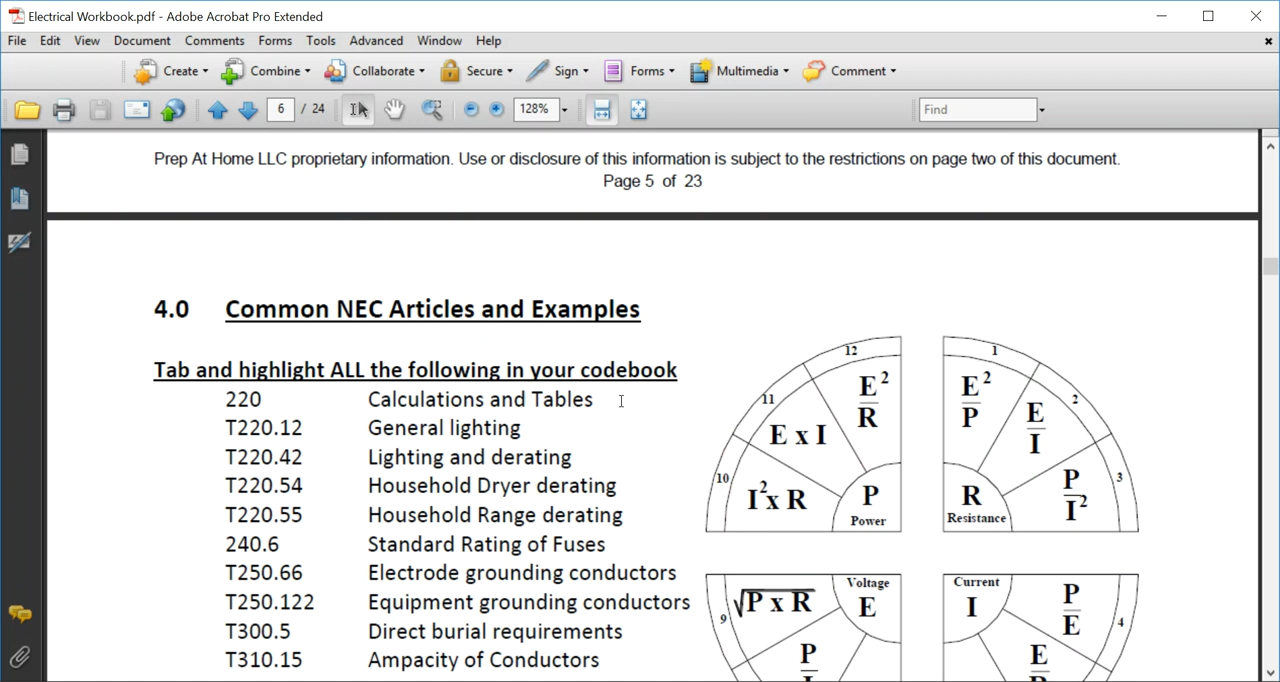 Electrical Workbook.pdf - Adobe Acrobat Pro Extended
File Edit View Document Comments Forms Tools Advanced Window Help
Create Combine Collaborate Secure Sign Forms Multimedia Comment
6 / 24 128% Find
Prep At Home LLC proprietary information. Use or disclosure of this information is subject to the restrictions on page two of this document.
Page 5 of 23
4.0 Common NEC Articles and Examples
Tab and highlight ALL the following in your codebook
220 Calculations and Tables
T220.12 General lighting
T220.42 Lighting and derating
T220.54 Household Dryer derating
T220.55 Household Range derating
240.6 Standard Rating of Fuses
T250.66 Electrode grounding conductors
T250.122 Equipment grounding conductors
T300.5 Direct burial requirements
T310.15 Ampacity of Conductors
12
E²
R
11
E x I
10
I² x R
P
Power
1
E²
P
2
E
I
3
P
I²
R
Resistance
9
√P x R
Voltage
E
P
Current
I
P
E
4
E